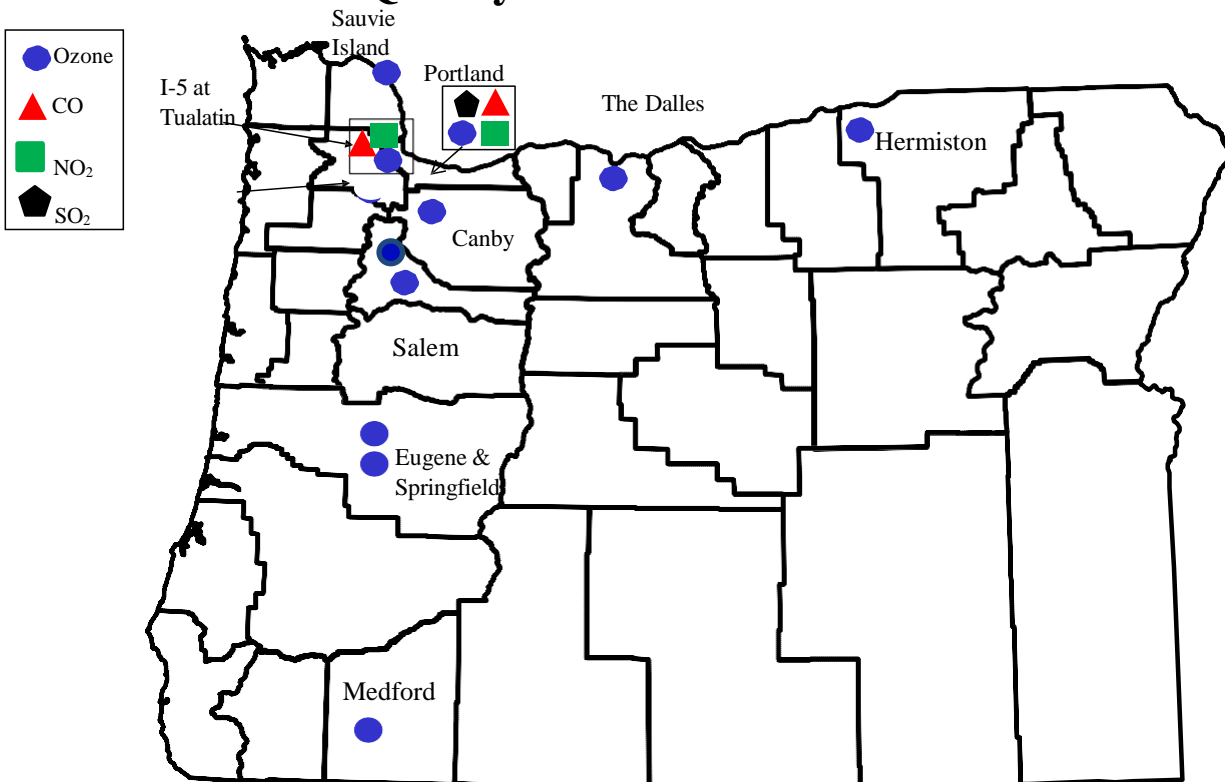 Ozone
CO
NO₂
SO₂
Sauvie
Island
I-5 at
Tualatin
Portland
The Dalles
Hermiston
Canby
Salem
Eugene &
Springfield
Medford